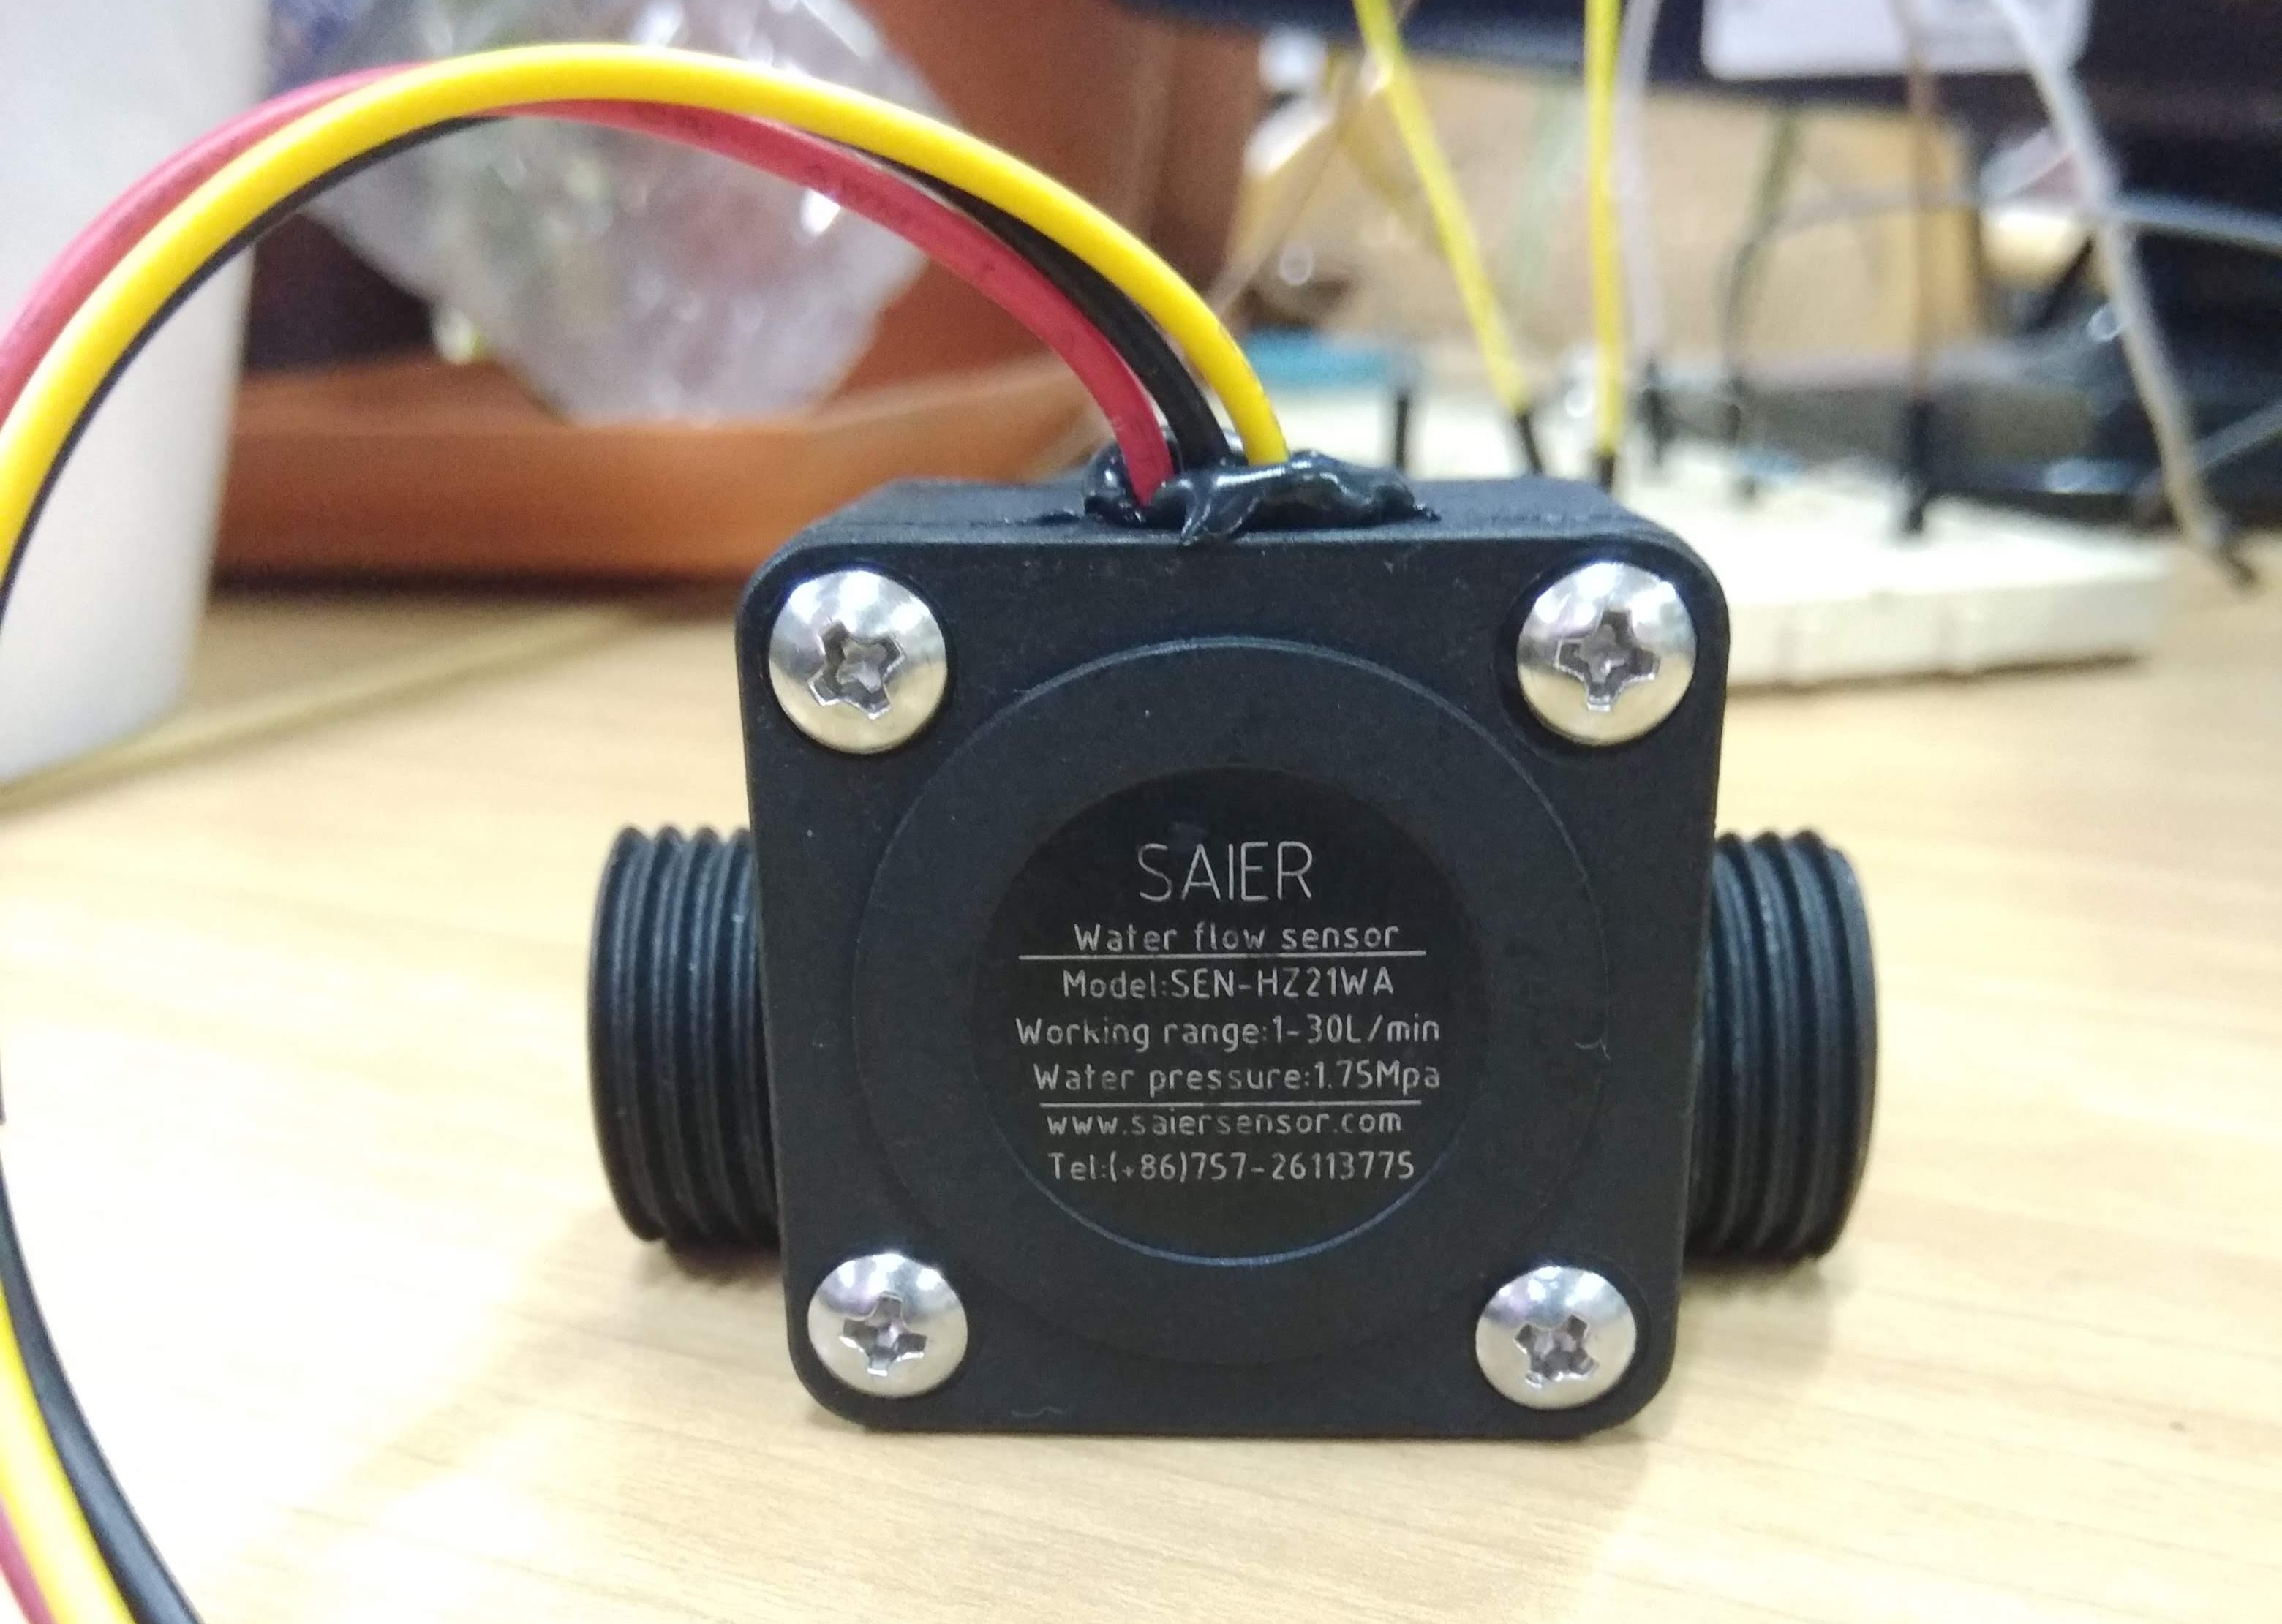 SAIER
Water flow sensor
Model:SEN-HZ21WA
Working range:1-30L/min
Water pressure:1.75Mpa
www.saiersensor.com
Tel:(+86)757-26113775